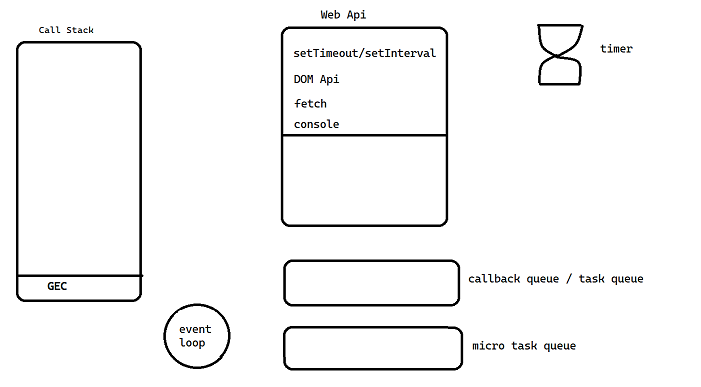 Call Stack
Web Api
setTimeout/setInterval
DOM Api
fetch
console
timer
GEC
callback queue / task queue
event
loop
micro task queue